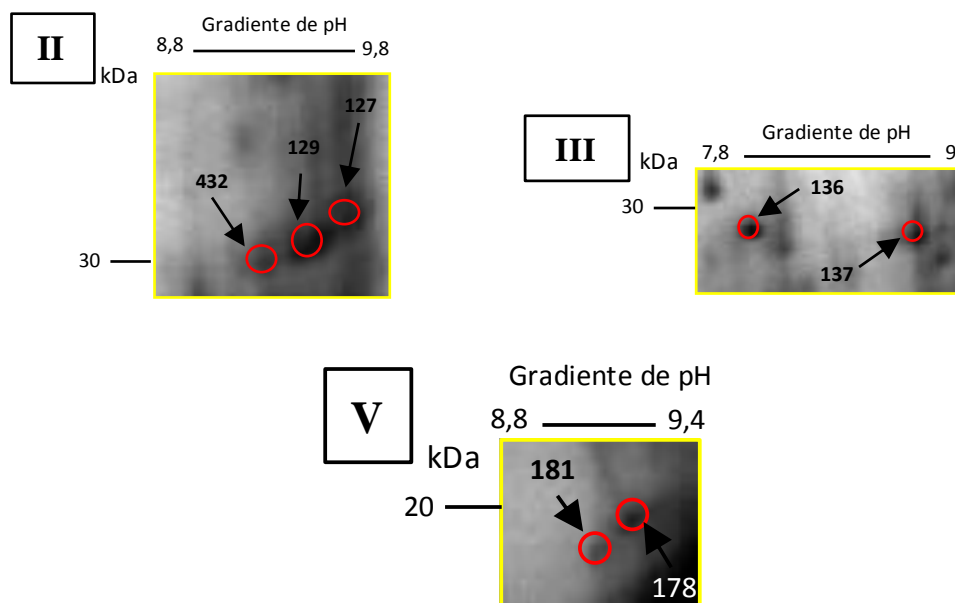 II
Gradiente de pH
8,8
9,8
kDa
127
129
432
30
III
Gradiente de pH
7,8
9
kDa
30
136
137
V
Gradiente de pH
8,8
9,4
kDa
181
20
178